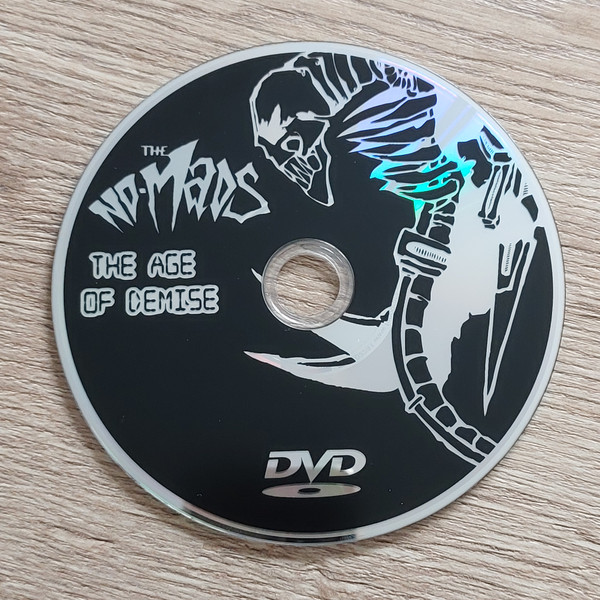 THE
NO-MADS
THE AGE
OF DEMISE
DVD